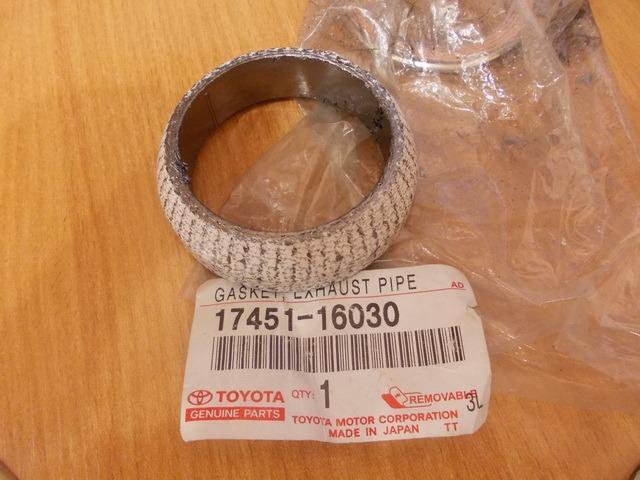 GASKET, EXHAUST PIPE AD
17451-16030
TOYOTA QTY: 1 REMOVABLE
GENUINE PARTS
3L
TOYOTA MOTOR CORPORATION
MADE IN JAPAN TT